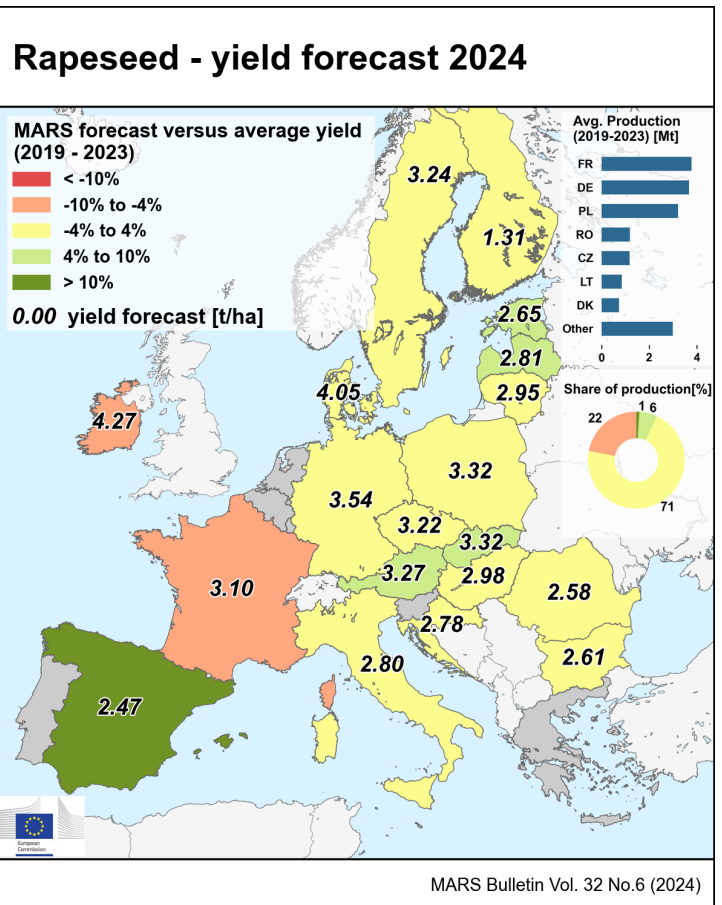 Rapeseed - yield forecast 2024
MARS forecast versus average yield
(2019 - 2023)
< -10%
-10% to -4%
-4% to 4%
4% to 10%
> 10%
0.00 yield forecast [t/ha]
Avg. Production
(2019-2023) [Mt]
FR
DE
PL
RO
CZ
LT
DK
Other
0 2 4
Share of production[%]
1 6
22
71
3.24
1.31
2.65
2.81
2.95
4.05
4.27
3.32
3.54
3.22
3.32
3.27
2.98
3.10
2.58
2.78
2.61
2.80
2.47
European
Commission
MARS Bulletin Vol. 32 No.6 (2024)